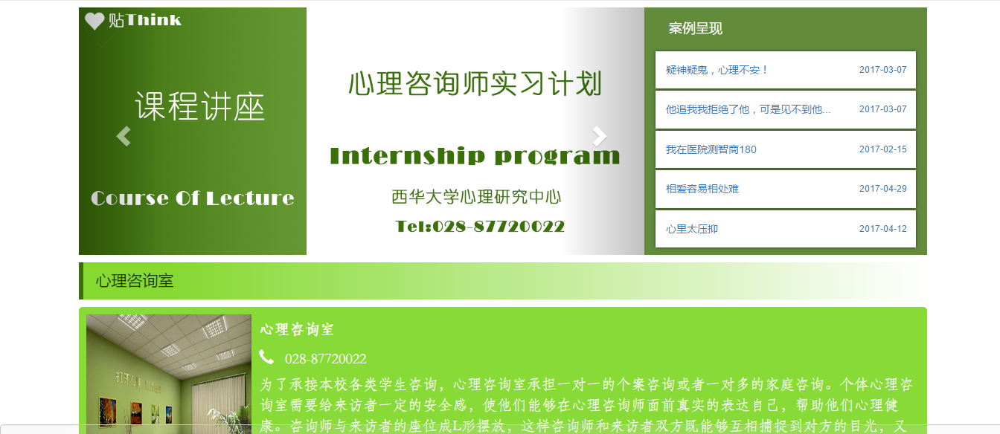 贴Think
课程讲座
Course Of Lecture
心理咨询师实习计划
Internship program
西华大学心理研究中心
Tel:028-87720022
案例呈现
疑神疑鬼，心理不安！ 2017-03-07
他追我我拒绝了他，可是见不到他... 2017-03-07
我在医院测智商180 2017-02-15
相爱容易相处难 2017-04-29
心里太压抑 2017-04-12
心理咨询室
心理咨询室
028-87720022
为了承接本校各类学生咨询，心理咨询室承担一对一的个案咨询或者一对多的家庭咨询。个体心理咨
询室需要给来访者一定的安全感，使他们能够在心理咨询师面前真实的表达自己，帮助他们心理健
康。咨询师与来访者的座位成L形摆放，这样咨询师和来访者双方既能够互相捕捉到对方的目光，又
打开